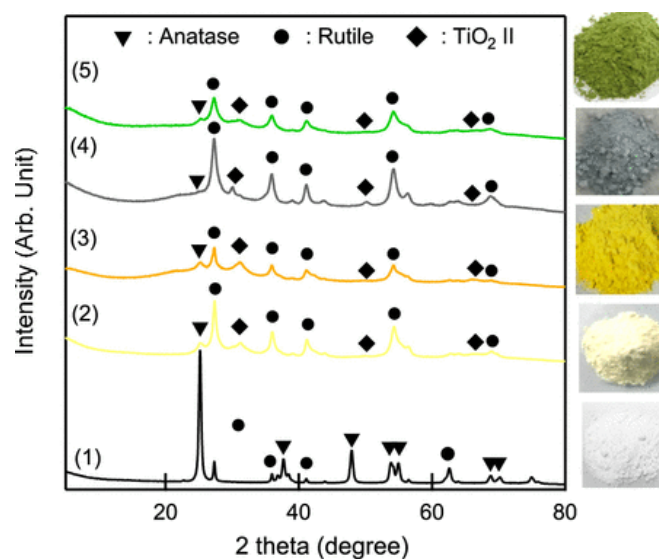 : Anatase : Rutile : TiO2 II
(5)
(4)
(3)
(2)
(1)
Intensity (Arb. Unit)
20 40 60 80
2 theta (degree)